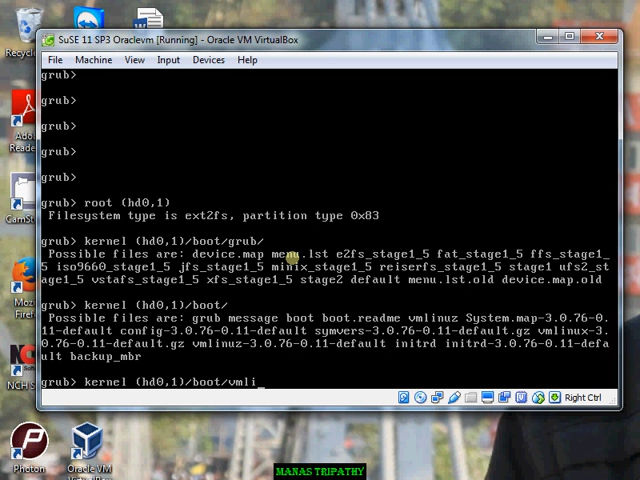 Recycl
SuSE 11 SP3 Oraclevm [Running] - Oracle VM VirtualBox
File Machine View Input Devices Help
grub>
grub>
grub>
grub>
grub>
grub> root (hd0,1)
Filesystem type is ext2fs, partition type 0x83
grub> kernel (hd0,1)/boot/grub/
Possible files are: device.map menu.lst e2fs_stage1_5 fat_stage1_5 ffs_stage1_
5 iso9660_stage1_5 jfs_stage1_5 minix_stage1_5 reiserfs_stage1_5 stage1 ufs2_st
age1_5 vstafs_stage1_5 xfs_stage1_5 stage2 default menu.lst.old device.map.old
grub> kernel (hd0,1)/boot/
Possible files are: grub message boot boot.readme vmlinuz System.map-3.0.76-0.
11-default config-3.0.76-0.11-default symvers-3.0.76-0.11-default.gz vmlinux-3.
0.76-0.11-default.gz vmlinuz-3.0.76-0.11-default initrd initrd-3.0.76-0.11-defa
ult backup_mbr
grub> kernel (hd0,1)/boot/vmli_
Right Ctrl
Ado
Reade
CamSt
Mozi
Firef
NCH S
Photon
Oracle VM
MANAS TRIPATHY